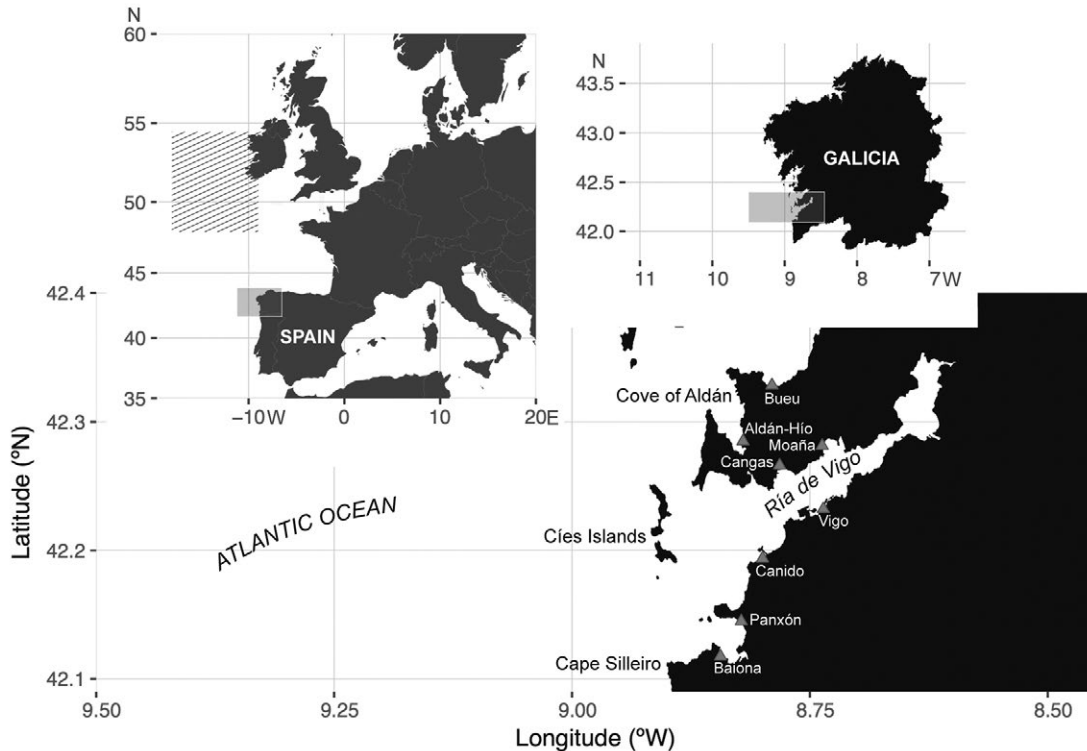 N
60
55
50
45
40
35
−10W
0
10
20E
SPAIN
N
43.5
43.0
42.5
42.0
11
10
9
8
7W
GALICIA
Latitude (ºN)
42.4
42.3
42.2
42.1
9.50
9.25
9.00
8.75
8.50
Longitude (ºW)
ATLANTIC OCEAN
Cove of Aldán
Bueu
Aldán-Hío
Moaña
Cangas
Ría de Vigo
Vigo
Cíes Islands
Canido
Panxón
Cape Silleiro
Baiona